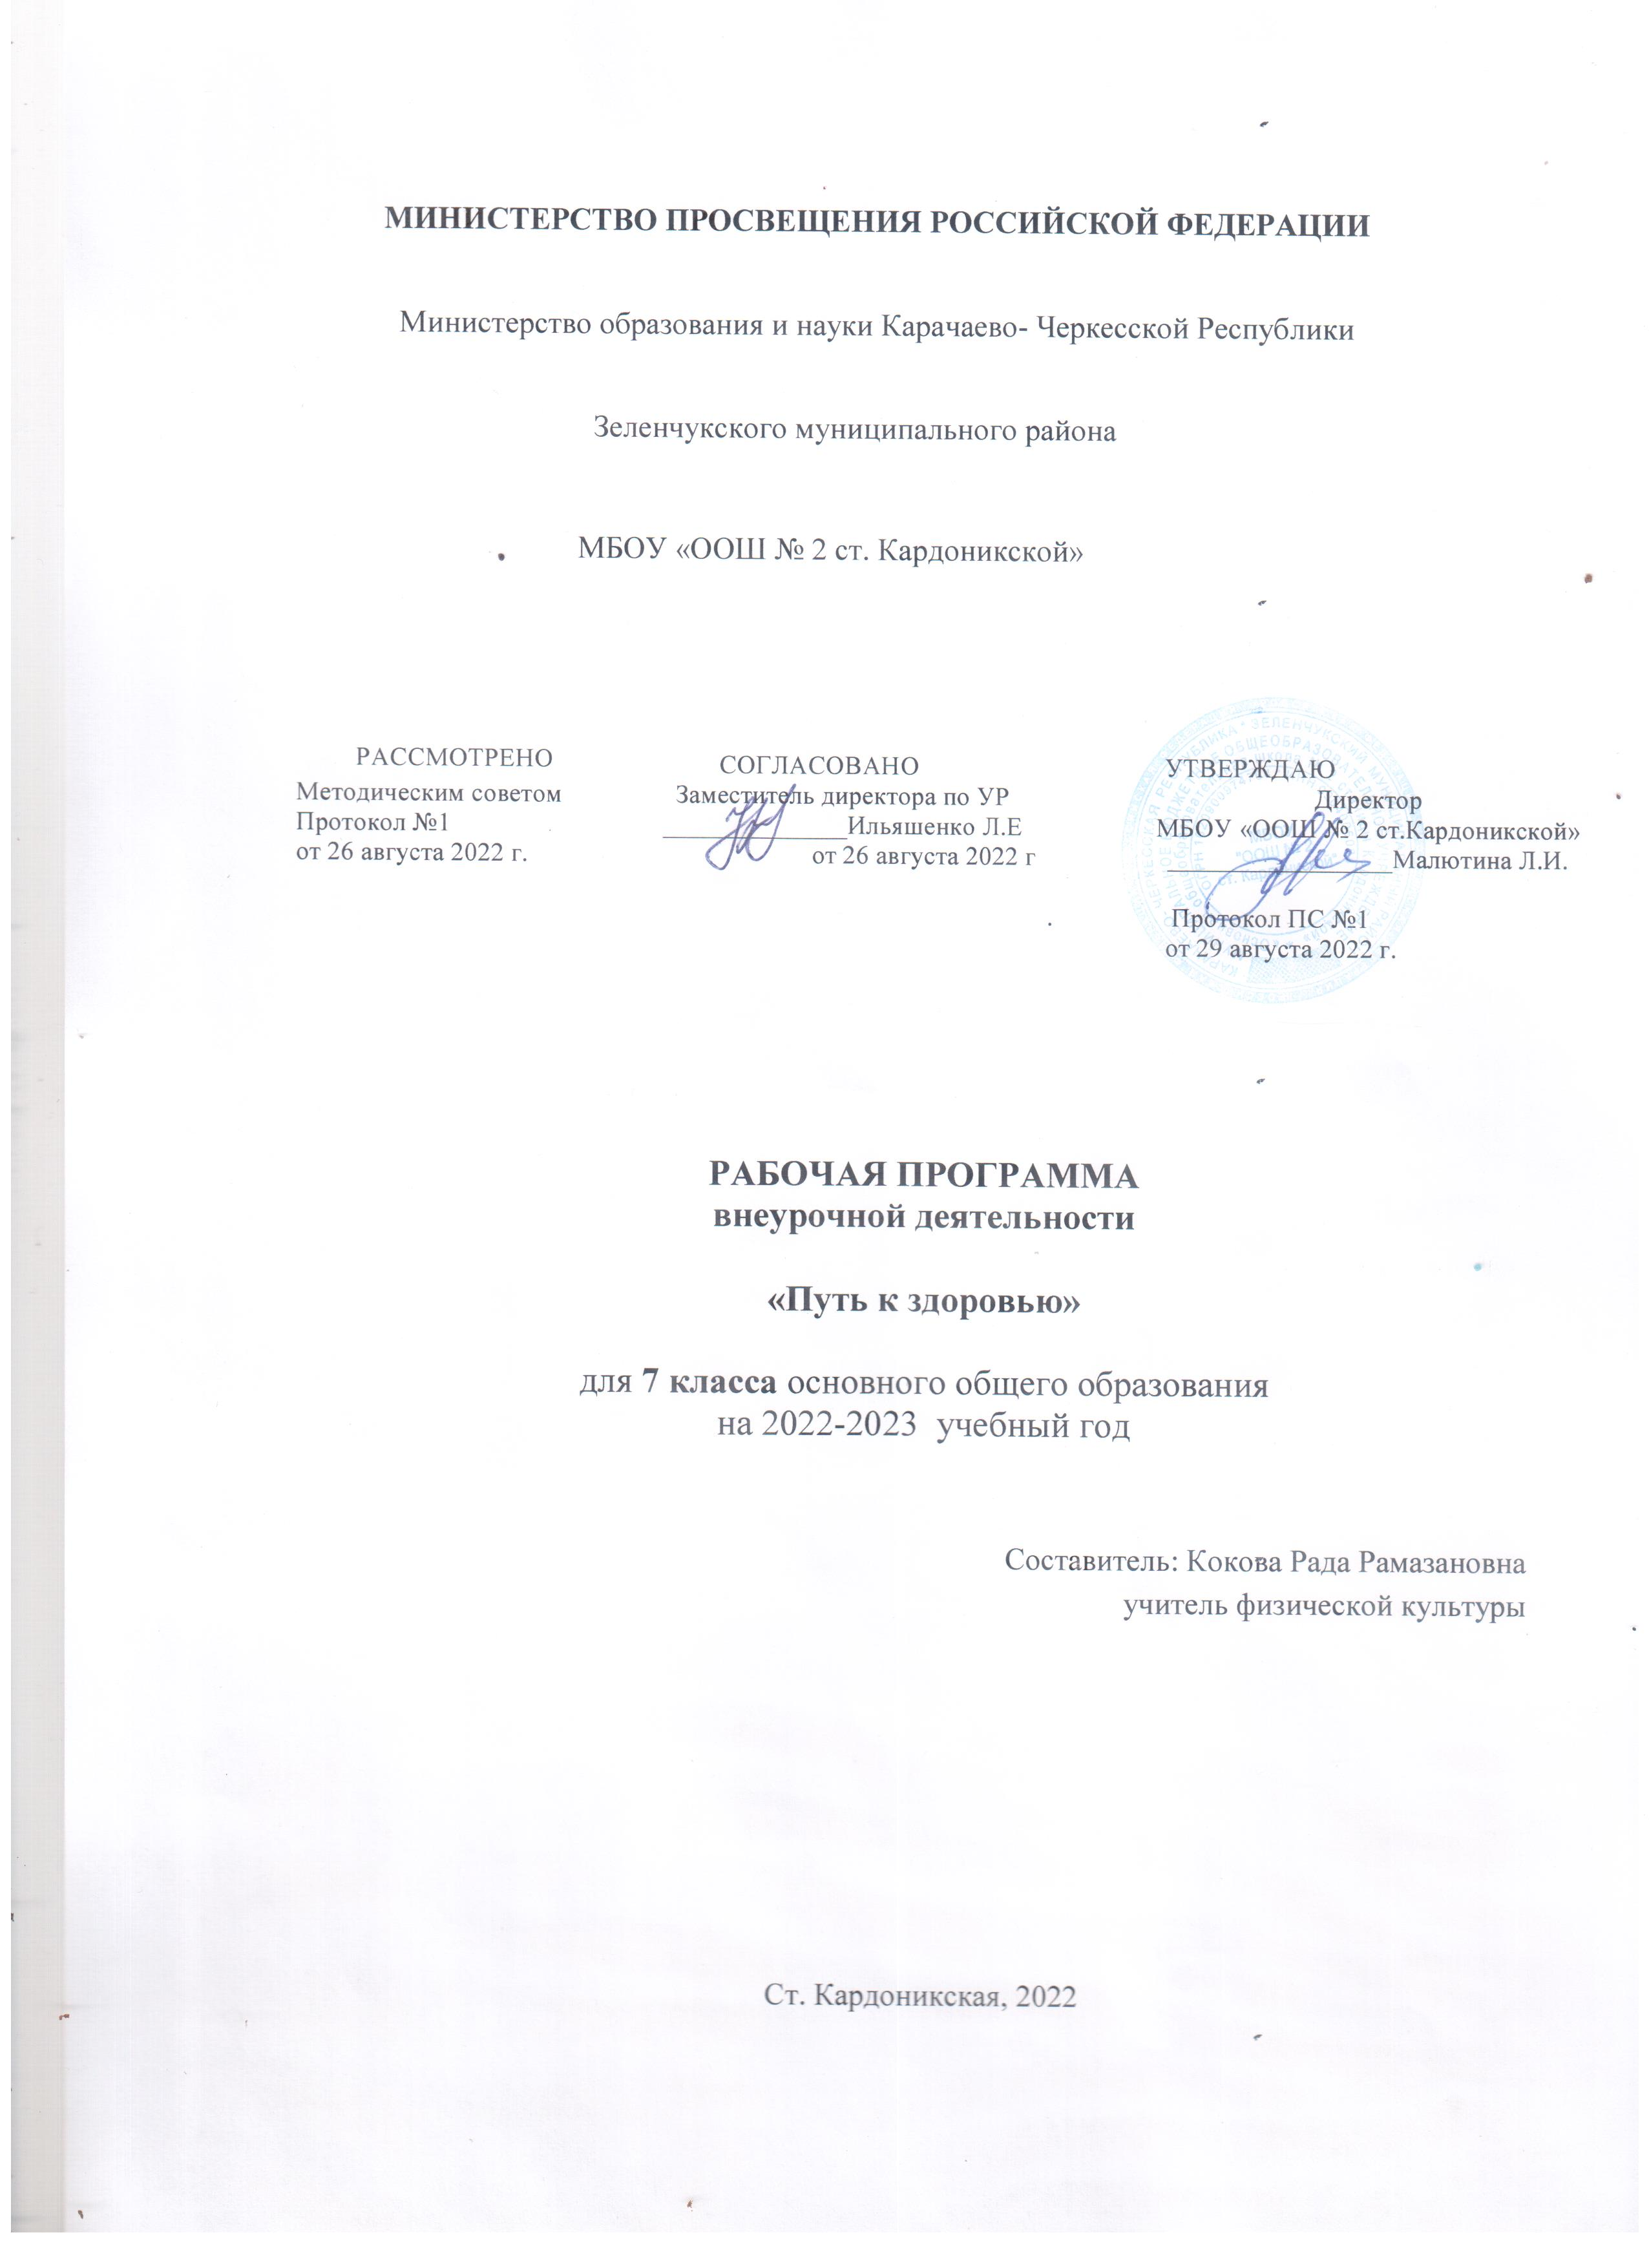 МИНИСТЕРСТВО ПРОСВЕЩЕНИЯ РОССИЙСКОЙ ФЕДЕРАЦИИ
Министерство образования и науки Карачаево- Черкесской Республики
Зеленчукского муниципального района
МБОУ «ООШ № 2 ст. Кардоникской»
РАССМОТРЕНО
Методическим советом
Протокол №1
от 26 августа 2022 г.
СОГЛАСОВАНО
Заместитель директора по УР
______________Ильяшенко Л.Е
от 26 августа 2022 г
УТВЕРЖДАЮ
Директор
МБОУ «ООШ № 2 ст.Кардоникской»
_________________Малютина Л.И.
Протокол ПС №1
от 29 августа 2022 г.
РАБОЧАЯ ПРОГРАММА
внеурочной деятельности
«Путь к здоровью»
для 7 класса основного общего образования
на 2022-2023 учебный год
Составитель: Кокова Рада Рамазановна
учитель физической культуры
Ст. Кардоникская, 2022